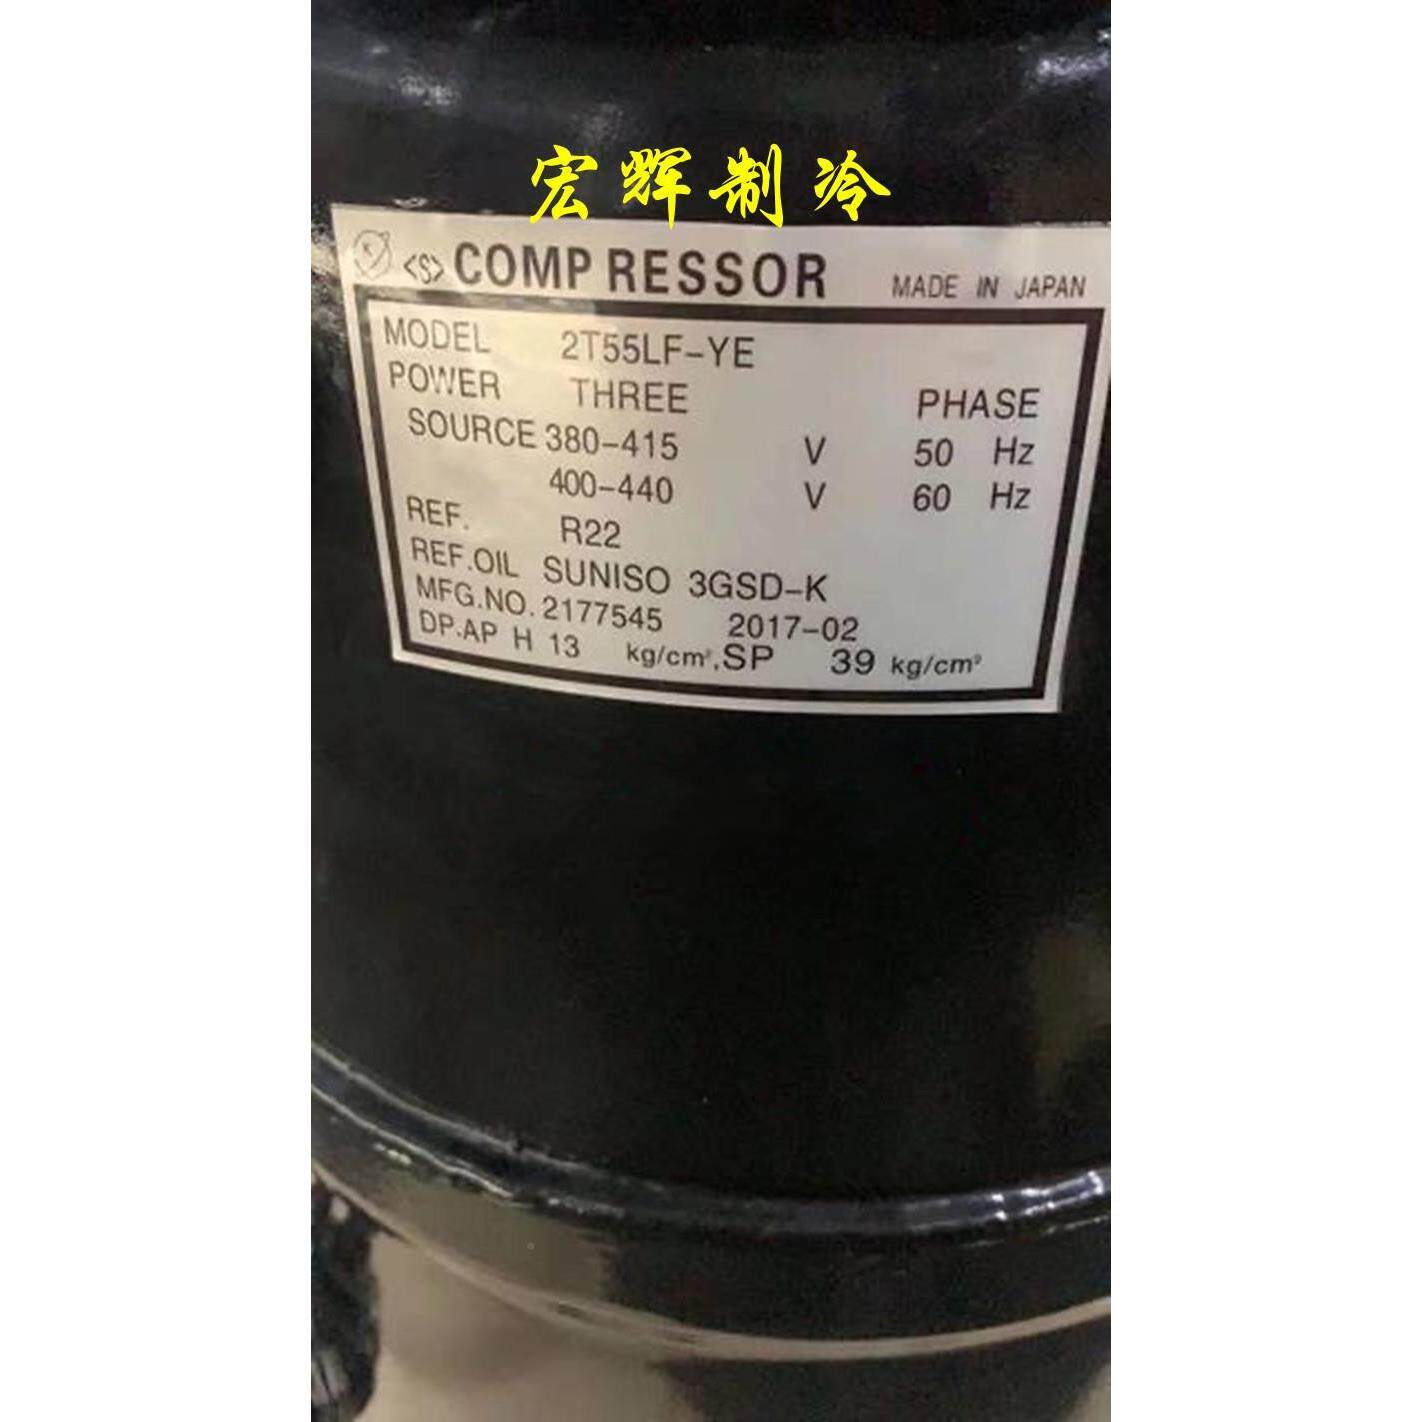 宏辉制冷
K <S> COMPRESSOR MADE IN JAPAN
MODEL 2T55LF-YE
POWER THREE PHASE
SOURCE 380-415 V 50 Hz
400-440 V 60 Hz
REF. R22
REF.OIL SUNISO 3GSD-K
MFG.NO. 2177545 2017-02
DP.AP H 13 kg/cm². SP 39 kg/cm²